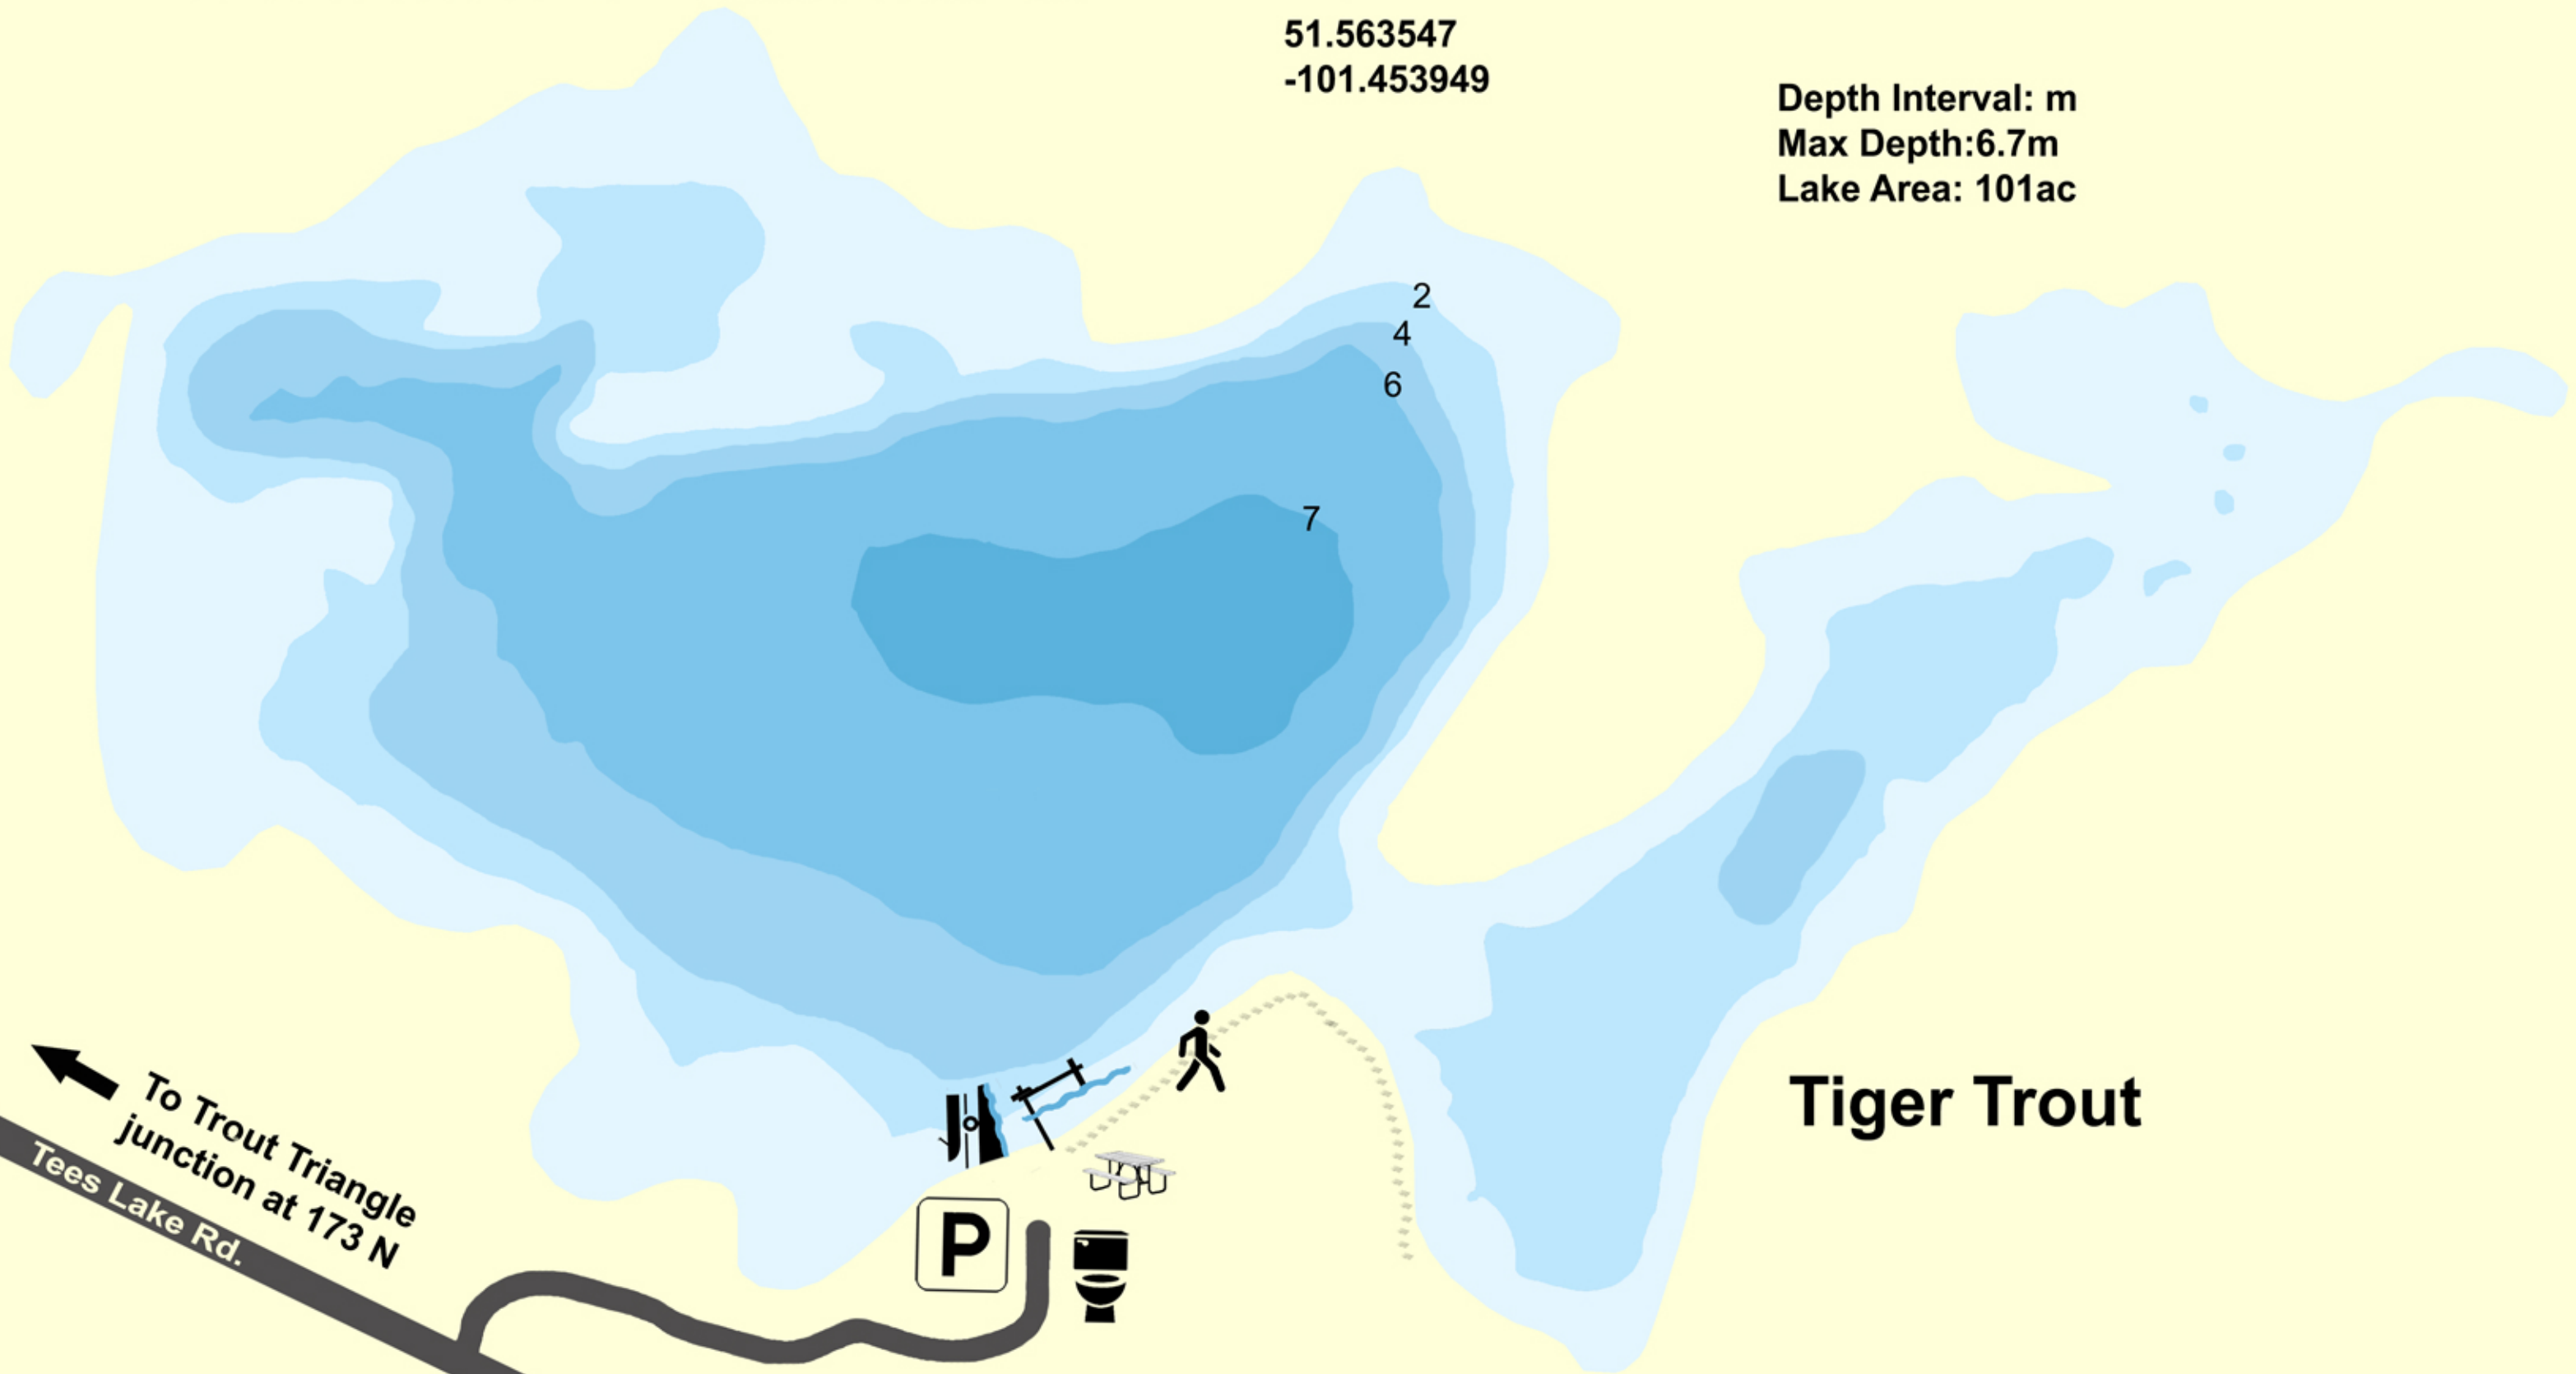 51.563547
-101.453949
Depth Interval: m
Max Depth:6.7m
Lake Area: 101ac
2
4
6
7
Tiger Trout
To Trout Triangle
junction at 173 N
Tees Lake Rd.
P